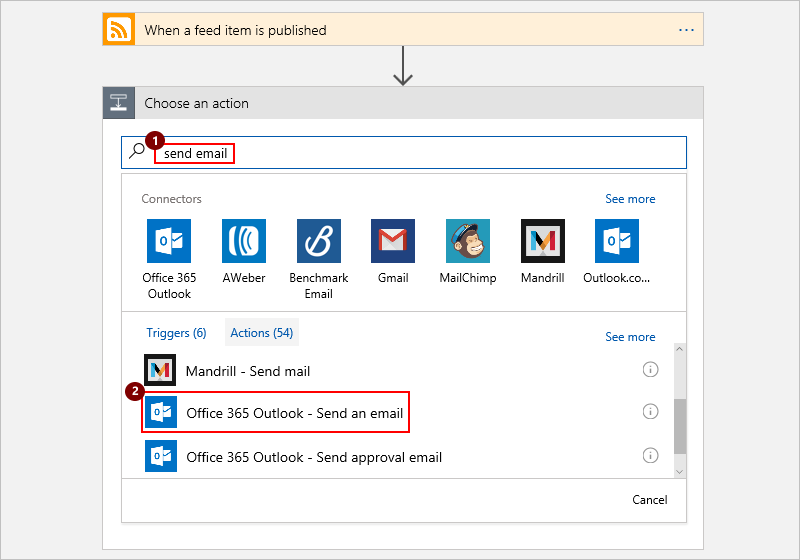 When a feed item is published
...
Choose an action
1
send email
Connectors
See more
Office 365
Outlook
AWeber
Benchmark
Email
Gmail
MailChimp
Mandrill
Outlook.co...
Triggers (6)
Actions (54)
See more
Mandrill - Send mail
2
Office 365 Outlook - Send an email
Office 365 Outlook - Send approval email
Cancel